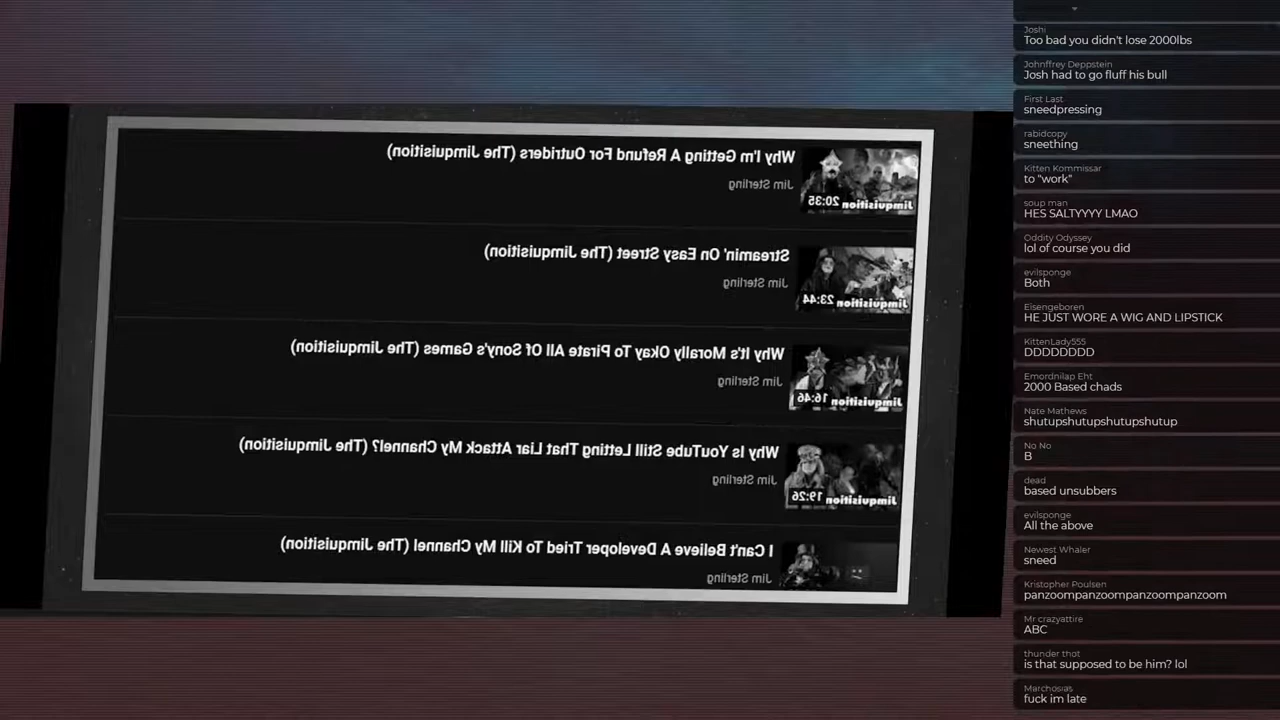 Why I'm Getting A Refund For Outriders (The Jimquisition)
Jim Sterling
20:35
Jimquisition
Streamin' On Easy Street (The Jimquisition)
Jim Sterling
23:44
Jimquisition
Why It's Morally Okay To Pirate All Of Sony's Games (The Jimquisition)
Jim Sterling
16:46
Jimquisition
Why Is YouTube Still Letting That Liar Attack My Channel? (The Jimquisition)
Jim Sterling
19:26
Jimquisition
I Can't Believe A Developer Tried To Kill My Channel (The Jimquisition)
Jim Sterling
Joshi
Too bad you didn't lose 2000lbs
Johnffrey Deppstein
Josh had to go fluff his bull
First Last
sneedpressing
rabidcopy
sneething
Kitten Kommissar
to "work"
soup man
HES SALTYYYY LMAO
Oddity Odyssey
lol of course you did
evilsponge
Both
Eisengeboren
HE JUST WORE A WIG AND LIPSTICK
KittenLady555
DDDDDDDD
Emordnilap Eht
2000 Based chads
Nate Mathews
shutupshutupshutupshutup
No No
B
dead
based unsubbers
evilsponge
All the above
Newest Whaler
sneed
Kristopher Poulsen
panzoompanzoompanzoompanzoom
Mr crazyattire
ABC
thunder thot
is that supposed to be him? lol
Marchosias
fuck im late